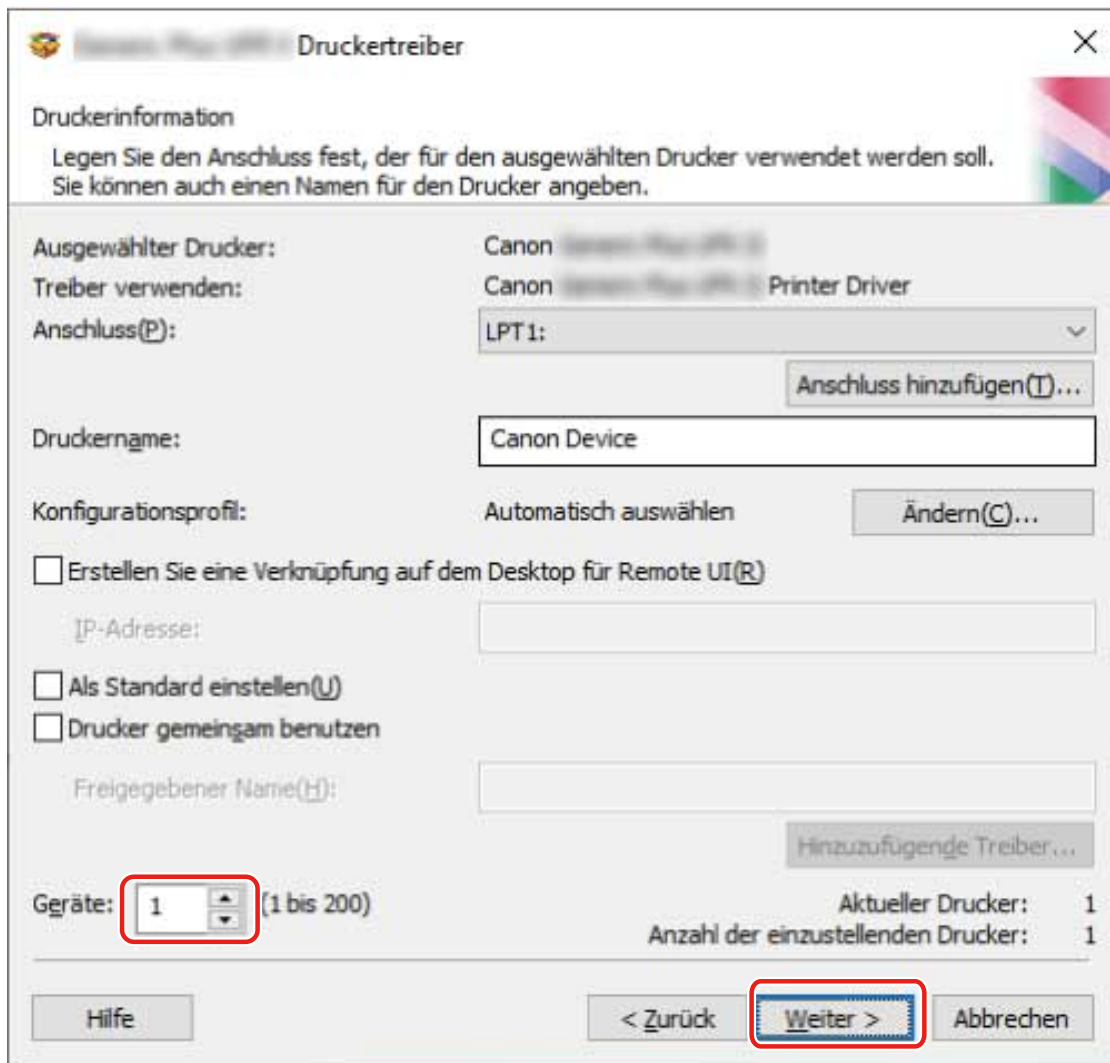 Druckertreiber
Druckerinformation
Legen Sie den Anschluss fest, der für den ausgewählten Drucker verwendet werden soll.
Sie können auch einen Namen für den Drucker angeben.
Ausgewählter Drucker: Canon
Treiber verwenden: Canon Printer Driver
Anschluss(P): LPT1:
Anschluss hinzufügen(T)...
Druckername: Canon Device
Konfigurationsprofil: Automatisch auswählen Ändern(C)...
Erstellen Sie eine Verknüpfung auf dem Desktop für Remote UI(R)
IP-Adresse:
Als Standard einstellen(U)
Drucker gemeinsam benutzen
Freigegebener Name(H):
Hinzuzufügende Treiber...
Geräte: 1 (1 bis 200) Aktueller Drucker: 1
Anzahl der einzustellenden Drucker: 1
Hilfe < Zurück Weiter > Abbrechen